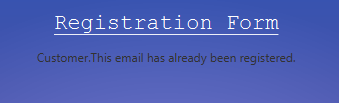 Registration Form
Customer.This email has already been registered.